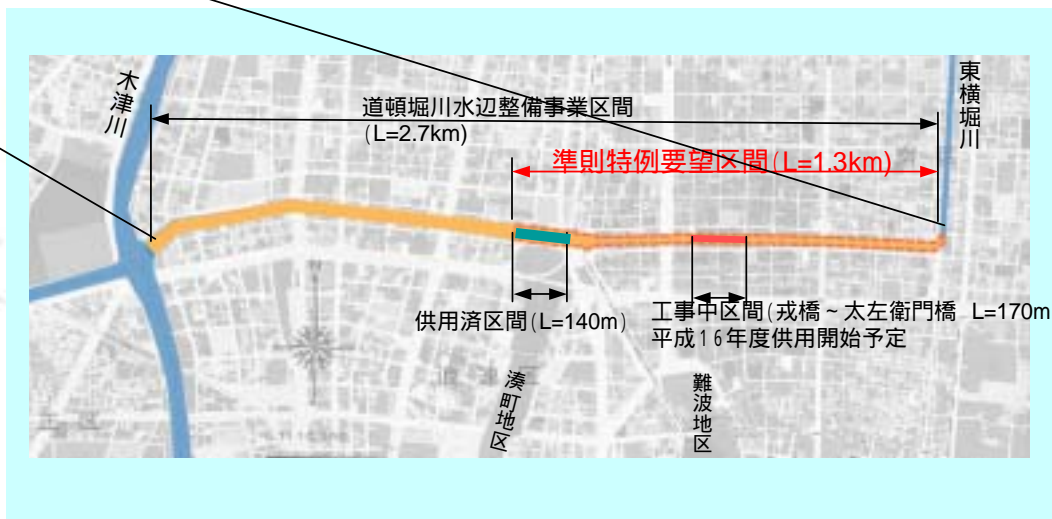 木津川
東横堀川
道頓堀川水辺整備事業区間
(L=2.7km)
準則特例要望区間(L=1.3km)
供用済区間(L=140m)
工事中区間(戎橋～太左衛門橋 L=170m
平成16年度供用開始予定
湊町地区
難波地区